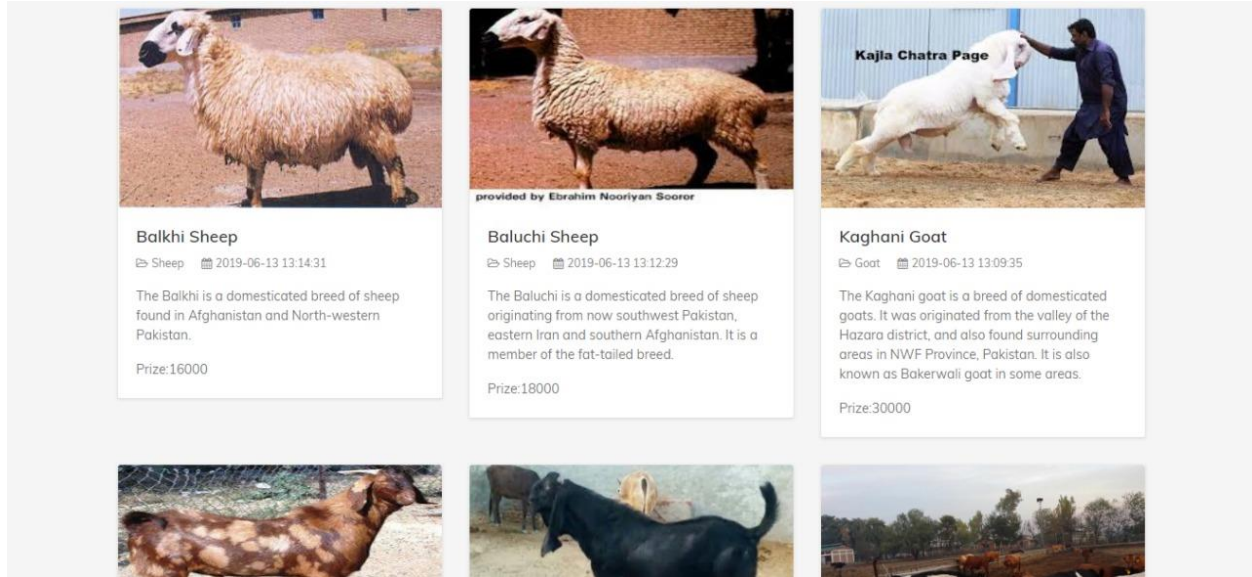 provided by Ebrahim Nooriyan Soorer
Kajla Chatra Page
Balkhi Sheep
Sheep 2019-06-13 13:14:31
The Balkhi is a domesticated breed of sheep
found in Afghanistan and North-western
Pakistan.
Prize:16000
Baluchi Sheep
Sheep 2019-06-13 13:12:29
The Baluchi is a domesticated breed of sheep
originating from now southwest Pakistan,
eastern Iran and southern Afghanistan. It is a
member of the fat-tailed breed.
Prize:18000
Kaghani Goat
Goat 2019-06-13 13:09:35
The Kaghani goat is a breed of domesticated
goats. It was originated from the valley of the
Hazara district, and also found surrounding
areas in NWF Province, Pakistan. It is also
known as Bakerwali goat in some areas.
Prize:30000